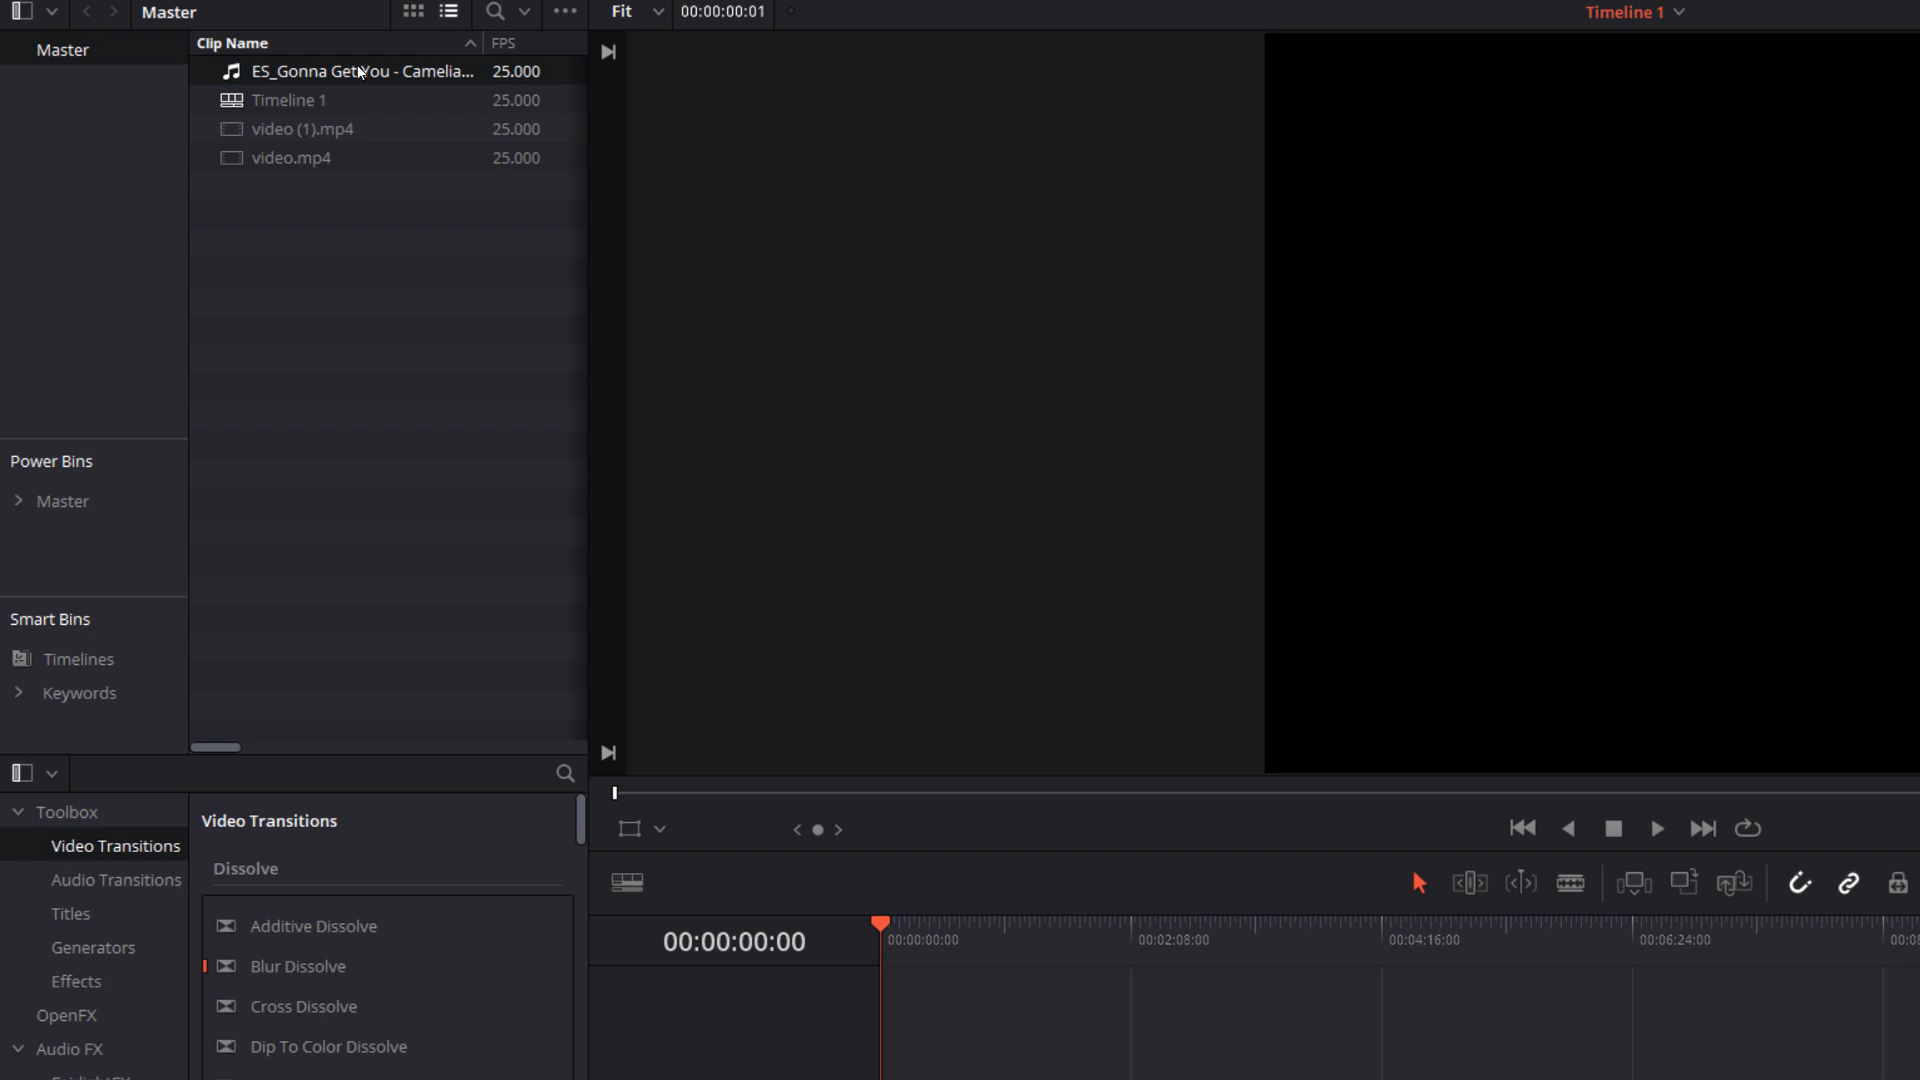 Master
Fit
00:00:00:01
Timeline 1
Master
Clip Name
FPS
ES_Gonna Get You - Camelia...
25.000
Timeline 1
25.000
video (1).mp4
25.000
video.mp4
25.000
Power Bins
Master
Smart Bins
Timelines
Keywords
Toolbox
Video Transitions
Audio Transitions
Titles
Generators
Effects
OpenFX
Audio FX
Video Transitions
Dissolve
Additive Dissolve
Blur Dissolve
Cross Dissolve
Dip To Color Dissolve
00:00:00:00
00:00:00:00
00:02:08:00
00:04:16:00
00:06:24:00